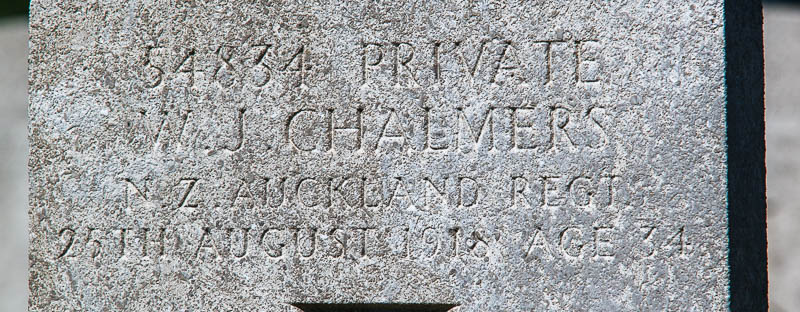 54834 PRIVATE
W. J. CHALMERS
N. Z. AUCKLAND REGT.
25TH AUGUST 1918 AGE 34